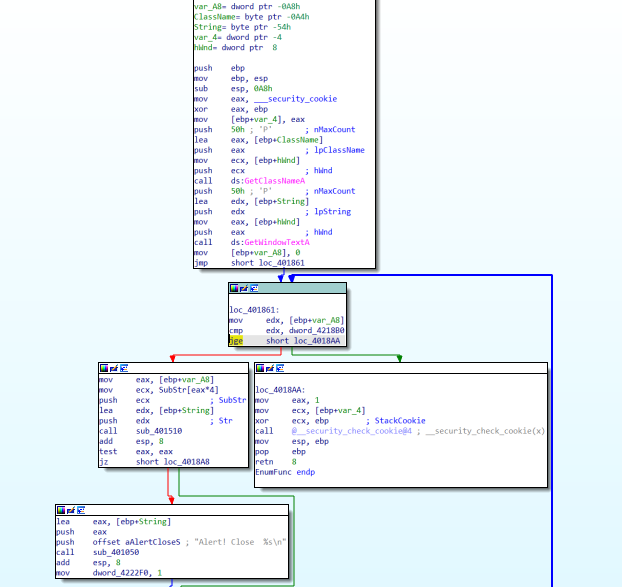 var_A8= dword ptr -0A8h
ClassName= byte ptr -0A4h
String= byte ptr -54h
var_4= dword ptr -4
hWnd= dword ptr  8
push    ebp
mov     ebp, esp
sub     esp, 0A8h
mov     eax, ___security_cookie
xor     eax, ebp
mov     [ebp+var_4], eax
push    50h ; 'P'      ; nMaxCount
lea     eax, [ebp+ClassName]
push    eax             ; lpClassName
mov     ecx, [ebp+hWnd]
push    ecx             ; hWnd
call    ds:GetClassNameA
push    50h ; 'P'      ; nMaxCount
lea     edx, [ebp+String]
push    edx             ; lpString
mov     eax, [ebp+hWnd]
push    eax             ; hWnd
call    ds:GetWindowTextA
mov     [ebp+var_A8], 0
jmp     short loc_401861
loc_401861:
mov     edx, [ebp+var_A8]
cmp     edx, dword_4218B0
jge     short loc_4018AA
mov     eax, [ebp+var_A8]
mov     ecx, SubStr[eax*4]
push    ecx             ; SubStr
lea     edx, [ebp+String]
push    edx             ; Str
call    sub_401510
add     esp, 8
test    eax, eax
jz      short loc_4018A8
loc_4018AA:
mov     eax, 1
mov     ecx, [ebp+var_4]
xor     ecx, ebp        ; StackCookie
call    @__security_check_cookie@4 ; __security_check_cookie(x)
mov     esp, ebp
pop     ebp
retn    8
EnumFunc endp
lea     eax, [ebp+String]
push    eax
push    offset aAlertCloseS ; "Alert! Close  %s\n"
call    sub_401050
add     esp, 8
mov     dword_4222F0, 1